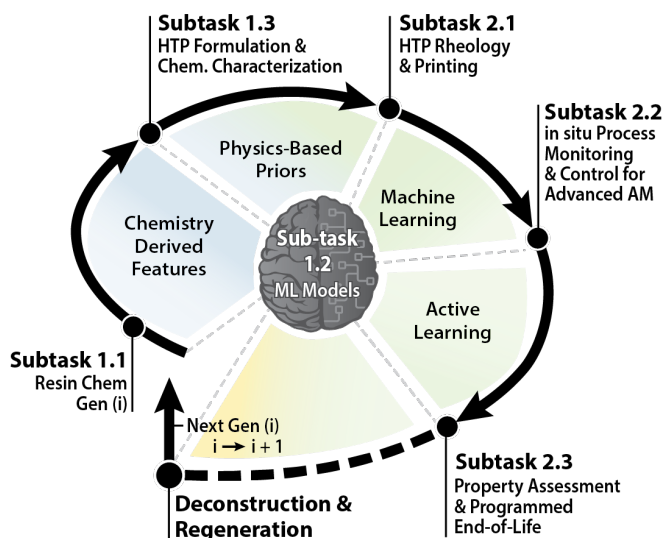 Subtask 1.3
HTP Formulation &
Chem. Characterization
Subtask 2.1
HTP Rheology
& Printing
Subtask 2.2
in situ Process
Monitoring
& Control for
Advanced AM
Physics-Based
Priors
Machine
Learning
Chemistry
Derived
Features
Sub-task
1.2
ML Models
Active
Learning
Subtask 1.1
Resin Chem
Gen (i)
Next Gen (i)
i → i + 1
Subtask 2.3
Property Assessment
& Programmed
End-of-Life
Deconstruction &
Regeneration